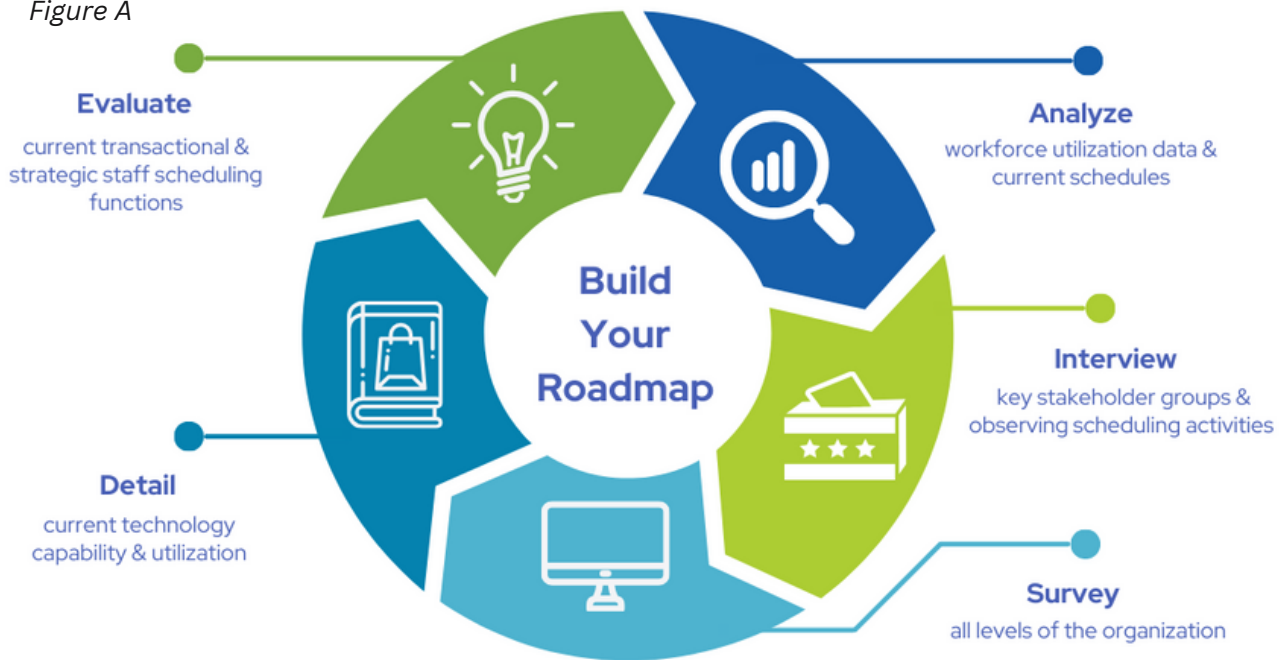 Figure A
Evaluate
current transactional &
strategic staff scheduling
functions
Analyze
workforce utilization data &
current schedules
Build
Your
Roadmap
Interview
key stakeholder groups &
observing scheduling activities
Detail
current technology
capability & utilization
Survey
all levels of the organization